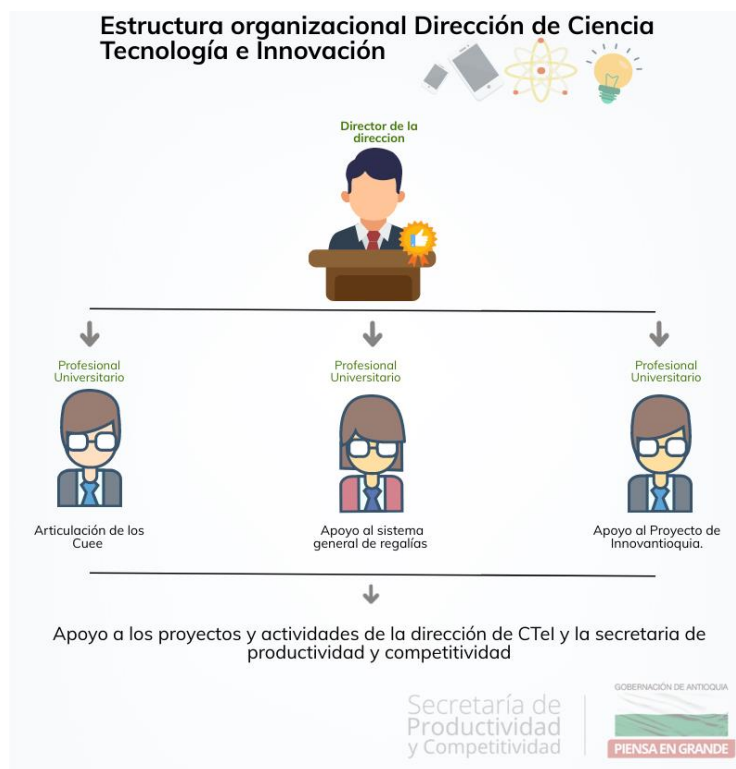 Estructura organizacional Dirección de Ciencia
Tecnología e Innovación
Director de la
direccion
Profesional
Universitario
Profesional
Universitario
Profesional
Universitario
Articulación de los
Cuee
Apoyo al sistema
general de regalías
Apoyo al Proyecto de
Innovantioquia.
Apoyo a los proyectos y actividades de la dirección de CTeI y la secretaria de
productividad y competitividad
Secretaría de
Productividad
y Competitividad
GOBERNACIÓN DE ANTIOQUIA
PIENSA EN GRANDE